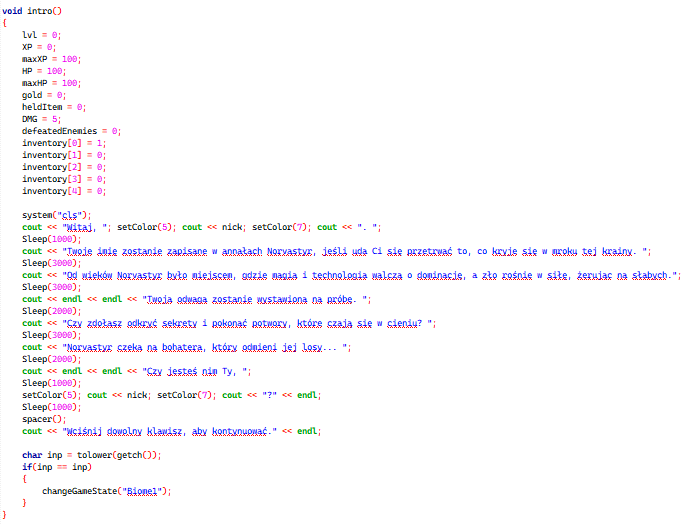 void intro()
{
lvl = 0;
XP = 0;
maxXP = 100;
HP = 100;
maxHP = 100;
gold = 0;
heldItem = 0;
DMG = 5;
defeatedEnemies = 0;
inventory[0] = 1;
inventory[1] = 0;
inventory[2] = 0;
inventory[3] = 0;
inventory[4] = 0;
system("cls");
cout << "Witaj, "; setColor(5); cout << nick; setColor(7); cout << ". ";
Sleep(1000);
cout << "Twoje imię zostanie zapisane w annałach Norvastyr, jeśli uda Ci się przetrwać to, co kryje się w mroku tej krainy. ";
Sleep(3000);
cout << "Od wieków Norvastyr było miejscem, gdzie magia i technologia walczą o dominację, a zło rośnie w siłę, żerując na słabych.";
Sleep(3000);
cout << endl << endl << "Twoja odwaga zostanie wystawiona na próbę. ";
Sleep(2000);
cout << "Czy zdołasz odkryć sekrety i pokonać potwory, które czają się w cieniu? ";
Sleep(3000);
cout << "Norvastyr czeka na bohatera, który odmieni jej losy... ";
Sleep(2000);
cout << endl << endl << "Czy jesteś nim Ty, ";
Sleep(1000);
setColor(5); cout << nick; setColor(7); cout << "?" << endl;
Sleep(1000);
spacer();
cout << "Wciśnij dowolny klawisz, aby kontynuować." << endl;
char inp = tolower(getch());
if(inp == inp)
{
changeGameState("Biome1");
}
}